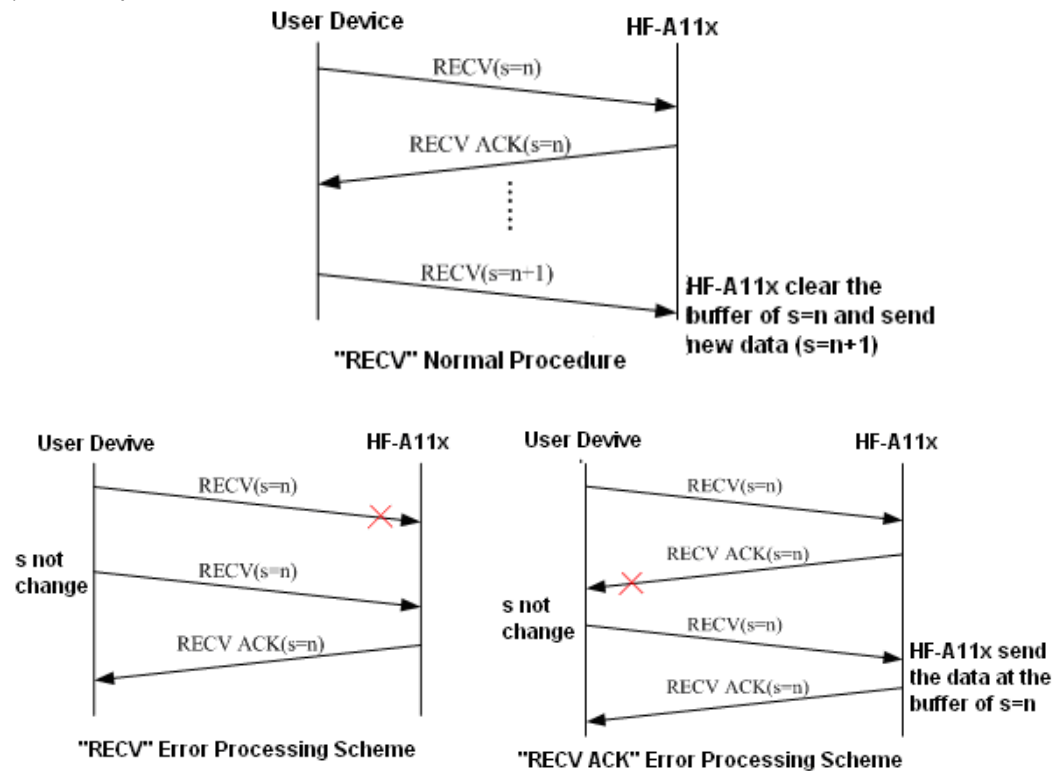 User Device
HF-A11x
RECV(s=n)
RECV ACK(s=n)
RECV(s=n+1)
HF-A11x clear the
buffer of s=n and send
new data (s=n+1)
"RECV" Normal Procedure
User Devive
HF-A11x
RECV(s=n)
s not
change
RECV(s=n)
RECV ACK(s=n)
"RECV" Error Processing Scheme
User Devive
HF-A11x
RECV(s=n)
RECV ACK(s=n)
s not
change
RECV(s=n)
HF-A11x send
the data at the
buffer of s=n
RECV ACK(s=n)
"RECV ACK" Error Processing Scheme